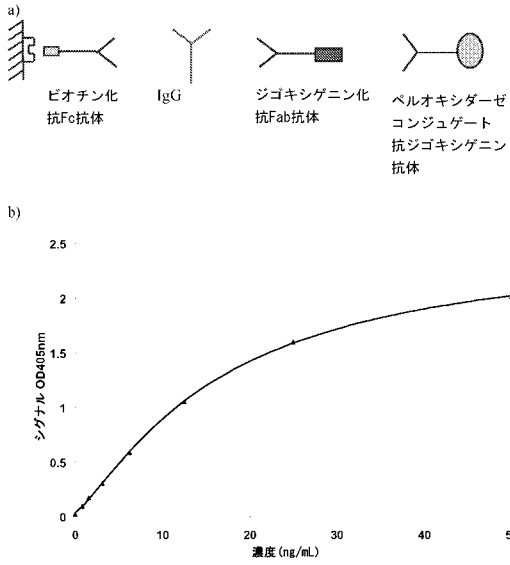 a)
ビオチン化
抗Fc抗体
IgG
ジゴキシゲニン化
抗Fab抗体
ペルオキシダーゼ
コンジュゲート
抗ジゴキシゲニン
抗体
b)
シグナル OD405nm
2.5
2
1.5
1
0.5
0
0
10
20
30
40
濃度(ng/mL)